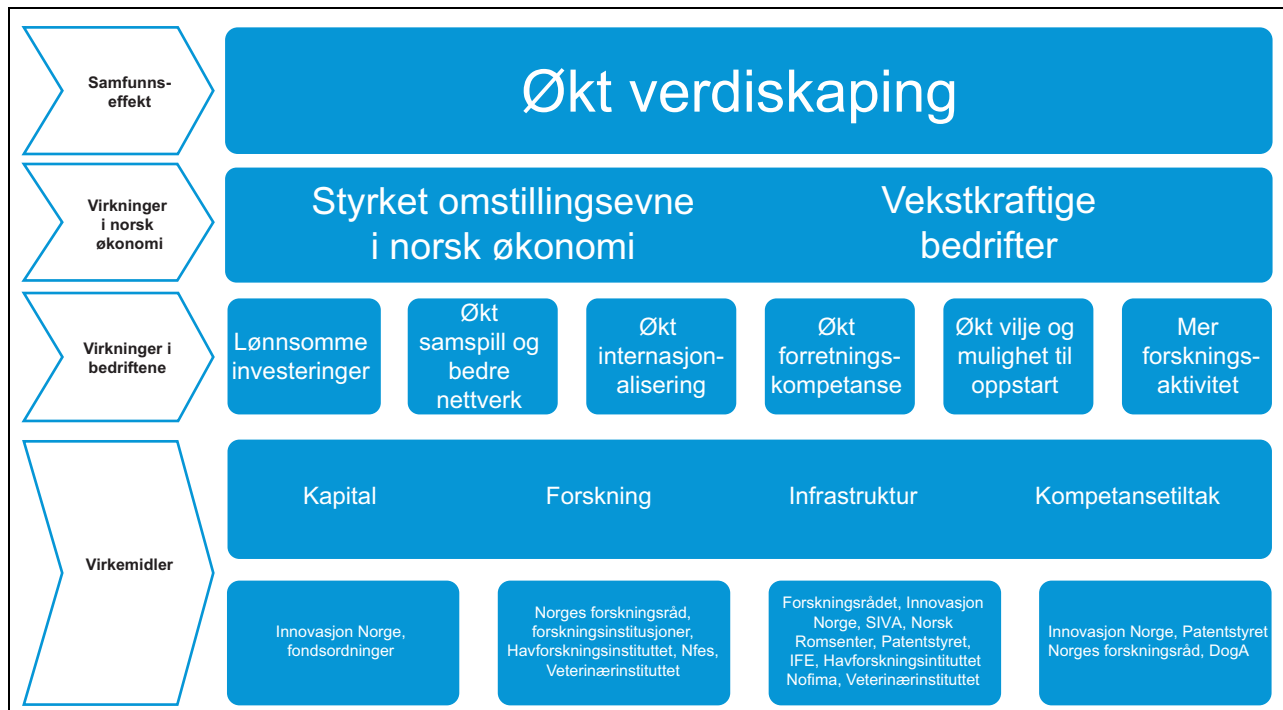 Samfunns-
effekt
Økt verdiskaping
Virkninger
i norsk
økonomi
Styrket omstillingsevne
i norsk økonomi
Vekstkraftige
bedrifter
Virkninger i
bedriftene
Lønnsomme
investeringer
Økt
samspill og
bedre
nettverk
Økt
internasjon-
alisering
Økt
forretnings-
kompetanse
Økt vilje og
mulighet til
oppstart
Mer
forsknings-
aktivitet
Virkemidler
Kapital
Forskning
Infrastruktur
Kompetansetiltak
Innovasjon Norge,
fondsordninger
Norges forskningsråd,
forskningsinstitusjoner,
Havforskningsinstituttet, Nfes,
Veterinærinstituttet
Forskningsrådet, Innovasjon
Norge, SIVA, Norsk
Romsenter, Patentstyret,
IFE, Havforskningsintituttet
Nofima, Veterinærinstituttet
Innovasjon Norge, Patentstyret
Norges forskningsråd, DogA